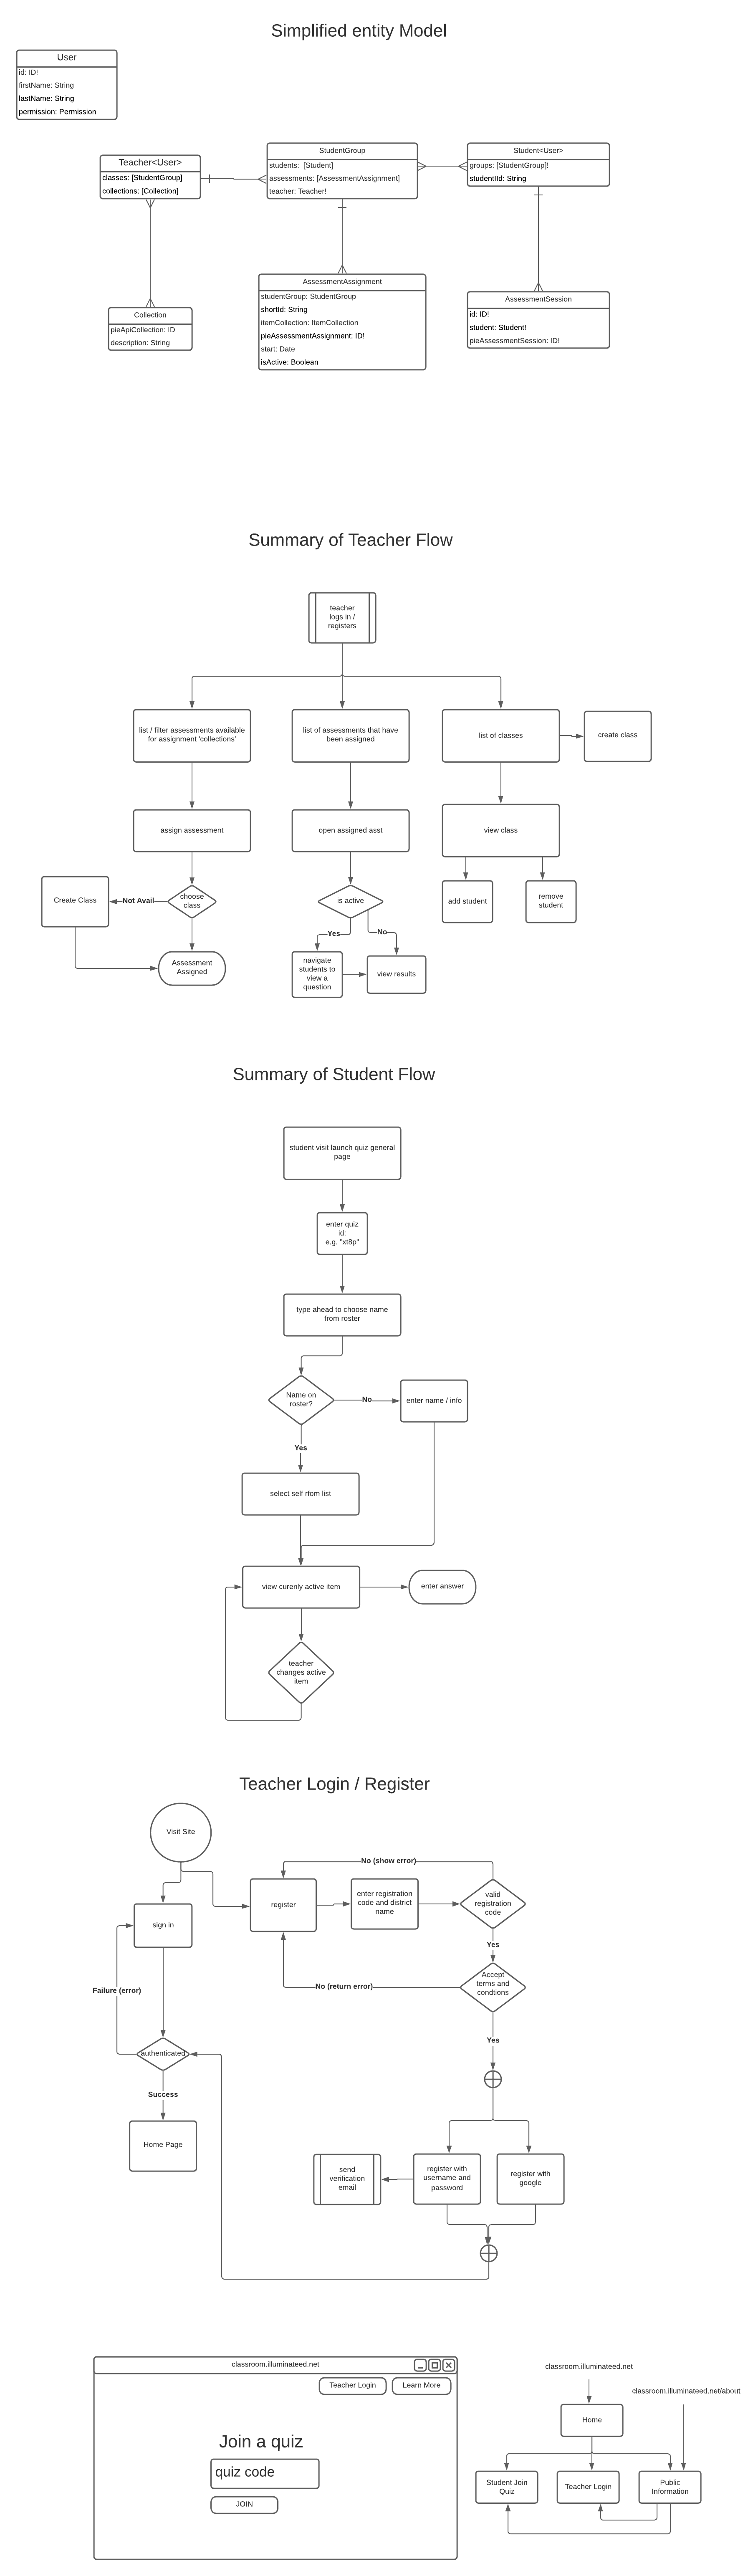 Simplified entity Model
User
id: ID!
firstName: String
lastName: String
permission: Permission
Teacher<User>
classes: [StudentGroup]
collections: [Collection]
StudentGroup
students:  [Student]
assessments: [AssessmentAssignment]
teacher: Teacher!
Student<User>
groups: [StudentGroup]!
studentIId: String
Collection
pieApiCollection: ID
description: String
AssessmentAssignment
studentGroup: StudentGroup
shortId: String
itemCollection: ItemCollection
pieAssessmentAssignment: ID!
start: Date
isActive: Boolean
AssessmentSession
id: ID!
student: Student!
pieAssessmentSession: ID!
Summary of Teacher Flow
teacher
logs in /
registers
list / filter assessments available
for assignment 'collections'
list of assessments that have
been assigned
list of classes
create class
assign assessment
open assigned asst
view class
Create Class
Not Avail
choose
class
is active
add student
remove
student
Yes
No
Assessment
Assigned
navigate
students to
view a
question
view results
Summary of Student Flow
student visit launch quiz general
page
enter quiz
id:
e.g. "xt8p"
type ahead to choose name
from roster
Name on
roster?
No
enter name / info
Yes
select self rfom list
view curenly active item
enter answer
teacher
changes active
item
Teacher Login / Register
Visit Site
No (show error)
register
enter registration
code and district
name
valid
registration
code
sign in
Yes
Accept
terms and
condtions
No (return error)
Failure (error)
Yes
authenticated
Success
Home Page
send
verification
email
register with
username and
password
register with
google
classroom.illuminateed.net
Teacher Login
Learn More
Join a quiz
quiz code
JOIN
classroom.illuminateed.net
classroom.illuminateed.net/about
Home
Student Join
Quiz
Teacher Login
Public
Information